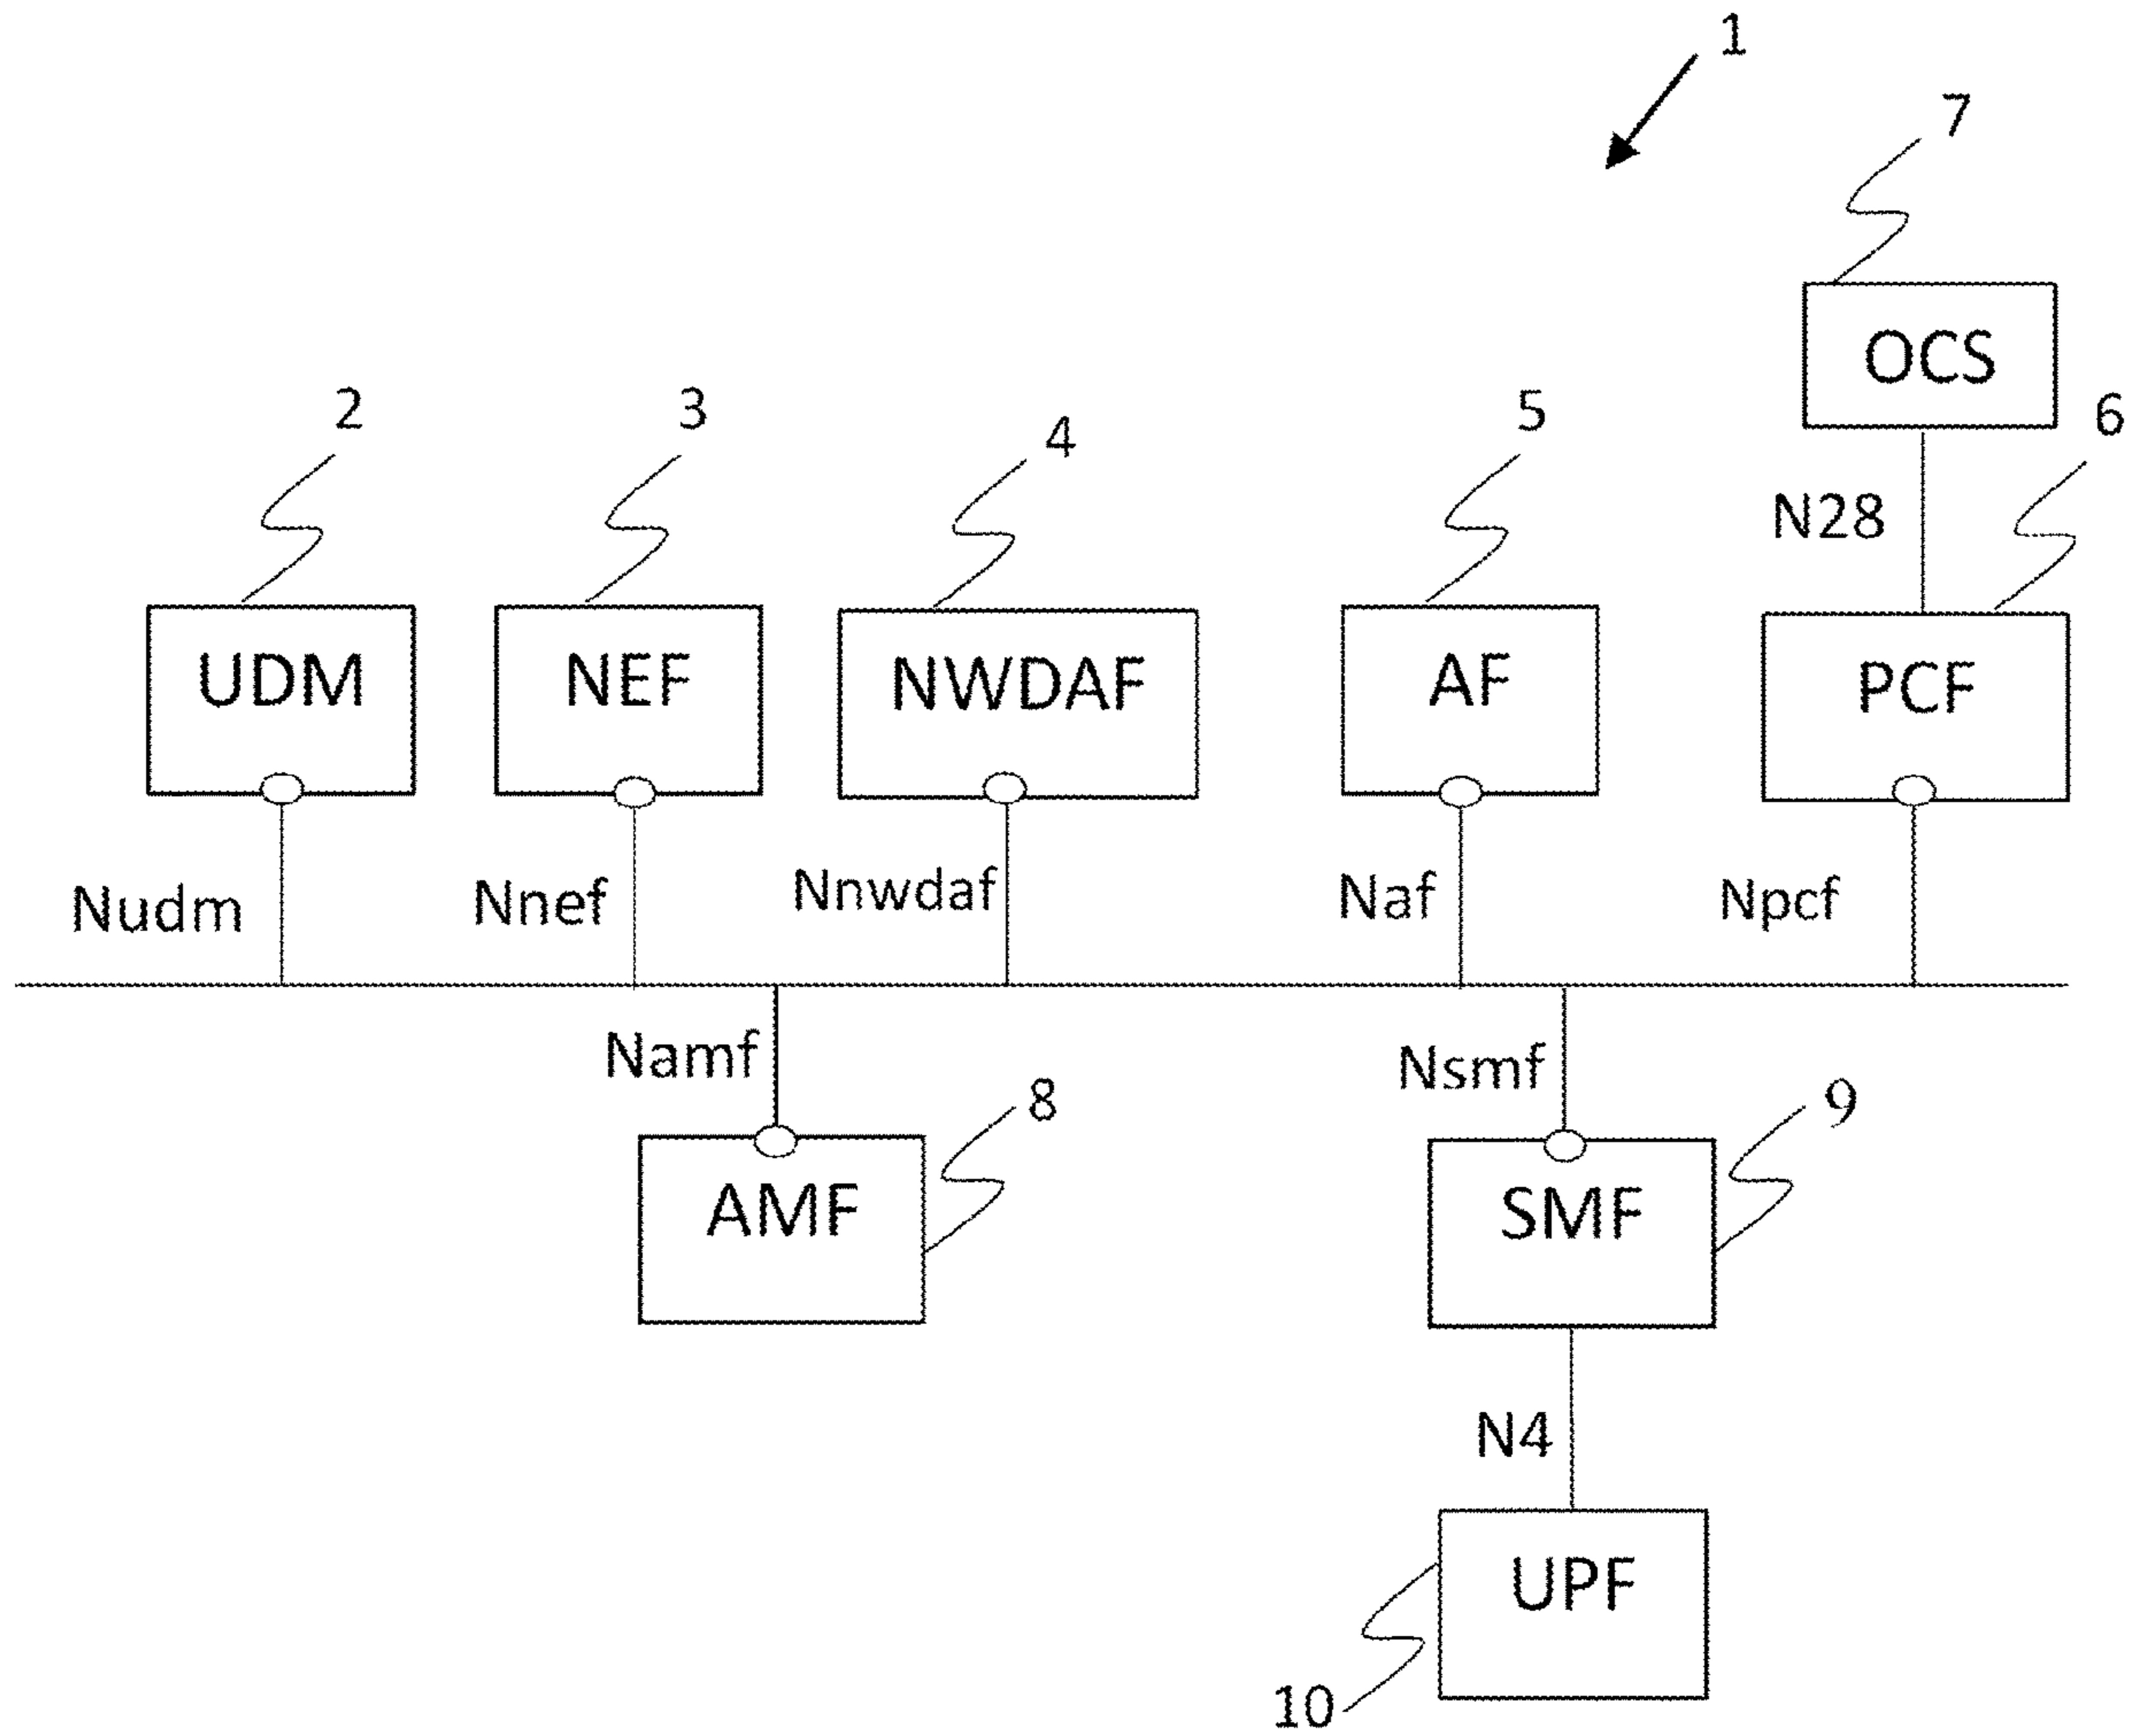 1
7
OCS
2
3
4
5
6
N28
UDM
NEF
NWDAF
AF
PCF
Nudm
Nnef
Nnwdaf
Naf
Npcf
Namf
Nsmf
8
9
AMF
SMF
N4
UPF
10